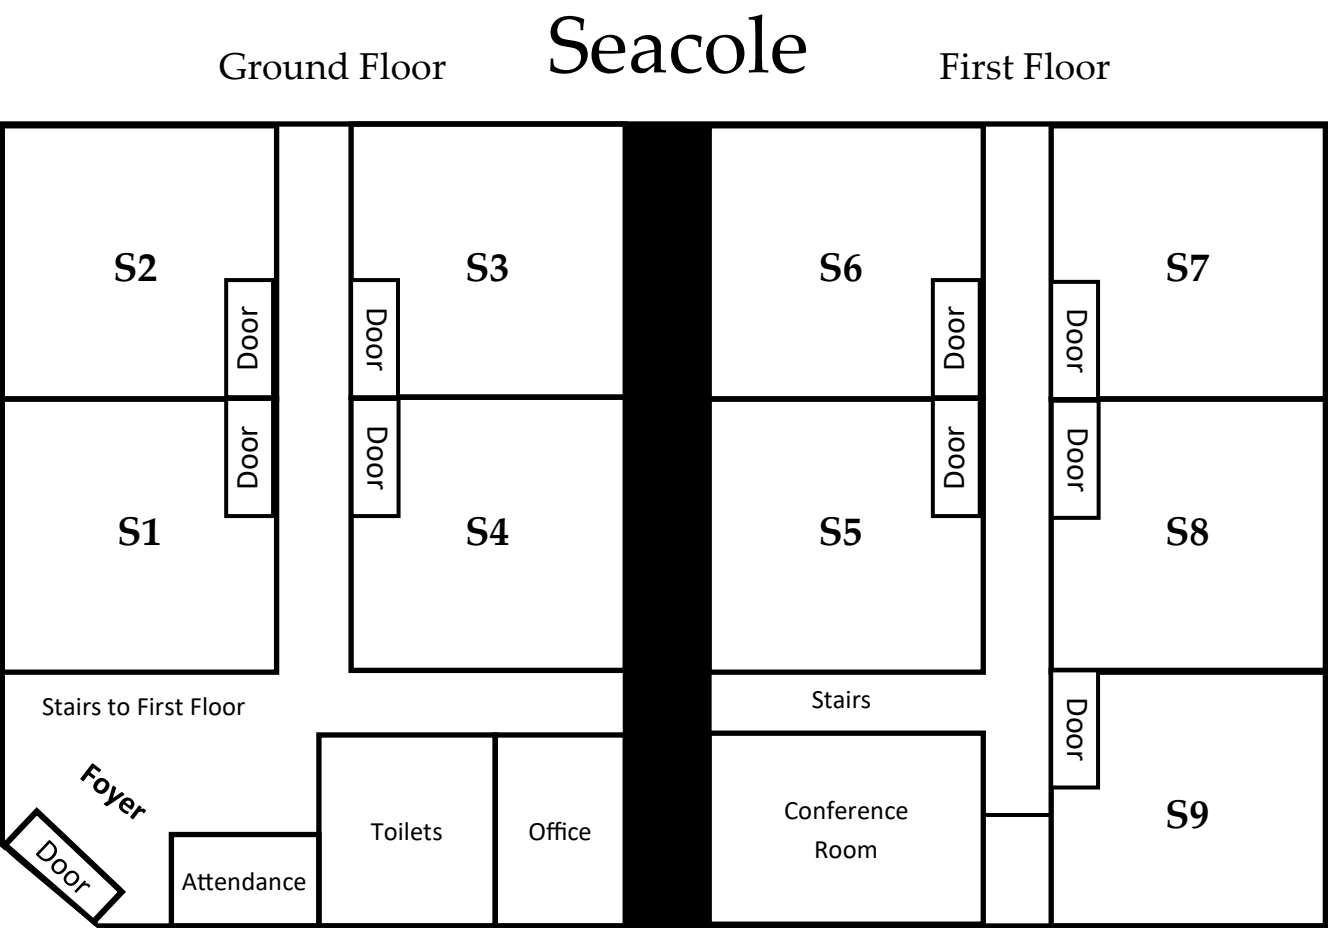 Seacole
Ground Floor
First Floor
S2
S3
Door
Door
Door
Door
S1
S4
Stairs to First Floor
Foyer
Door
Attendance
Toilets
Office
S6
S7
Door
Door
Door
Door
S5
S8
Stairs
Door
Conference
Room
S9